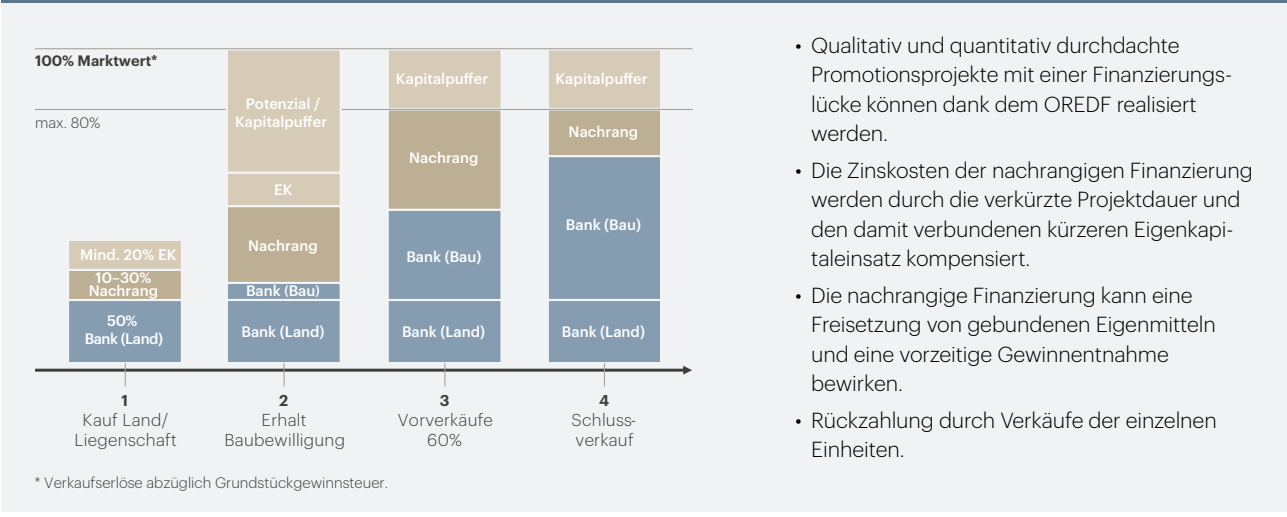 100% Marktwert*
max. 80%
Mind. 20% EK
10–30%
Nachrang
50%
Bank (Land)
Potenzial /
Kapitalpuffer
EK
Nachrang
Bank (Bau)
Bank (Land)
Kapitalpuffer
Nachrang
Bank (Bau)
Bank (Land)
Kapitalpuffer
Nachrang
Bank (Bau)
Bank (Land)
1
Kauf Land/
Liegenschaft
2
Erhalt
Baubewilligung
3
Vorverkäufe
60%
4
Schluss-
verkauf
* Verkaufserlöse abzüglich Grundstückgewinnsteuer.
• Qualitativ und quantitativ durchdachte
Promotionsprojekte mit einer Finanzierungs-
lücke können dank dem OREDF realisiert
werden.
• Die Zinskosten der nachrangigen Finanzierung
werden durch die verkürzte Projektdauer und
den damit verbundenen kürzeren Eigenkapi-
taleinsatz kompensiert.
• Die nachrangige Finanzierung kann eine
Freisetzung von gebundenen Eigenmitteln
und eine vorzeitige Gewinnentnahme
bewirken.
• Rückzahlung durch Verkäufe der einzelnen
Einheiten.